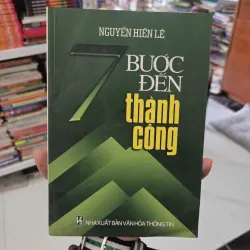 NGUYỄN HIẾN LÊ
7
BƯỚC
ĐẾN
thành
công
NHÀ XUẤT BẢN VĂN HÓA THÔNG TIN